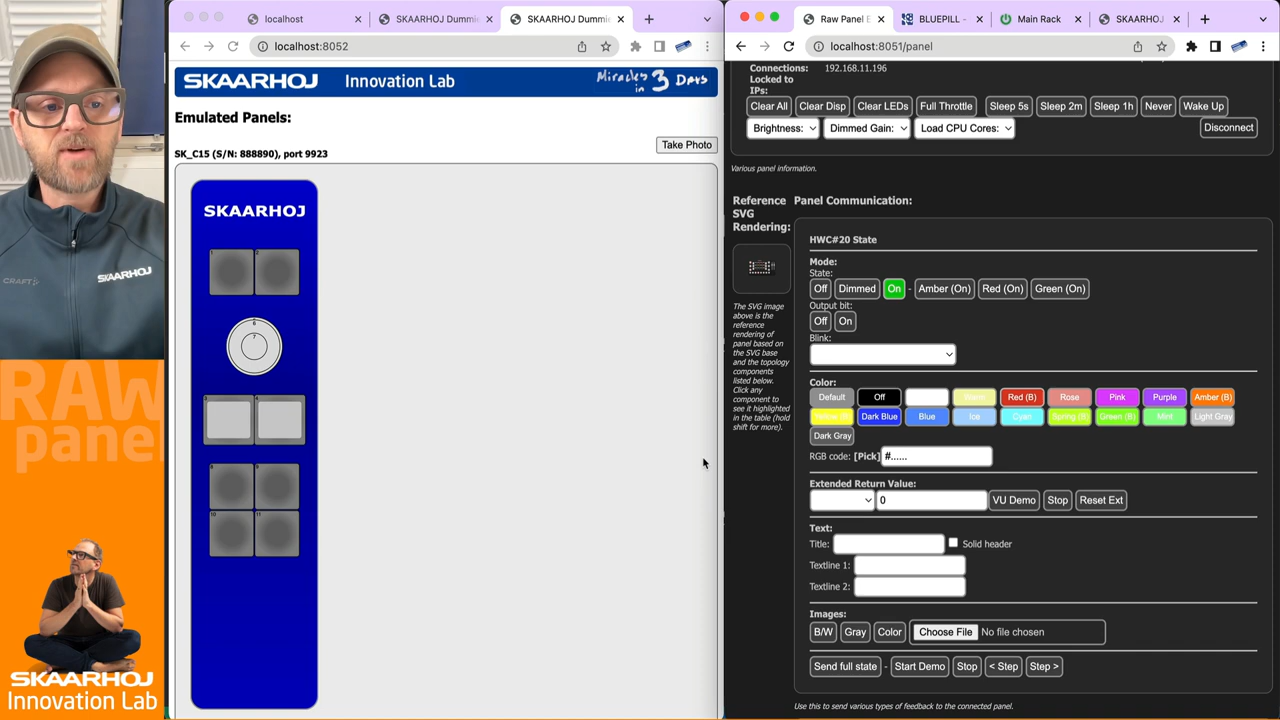 localhost
SKAARHOJ Dummi
SKAARHOJ Dummi
localhost:8052
SKAARHOJ Innovation Lab Miracles in 3 Days
Emulated Panels:
Take Photo
SK_C15 (S/N: 888890), port 9923
SKAARHOJ
1 2
6
7
8 9
10 11
CRAFT
SKAARHOJ
RAW
panel
SKAARHOJ
Innovation Lab
Raw Panel E
BLUEPILL -
Main Rack
SKAARHOJ
localhost:8051/panel
Connections: 192.168.11.196
Locked to
IPs:
Clear All Clear Disp Clear LEDs Full Throttle Sleep 5s Sleep 2m Sleep 1h Never Wake Up
Brightness: Dimmed Gain: Load CPU Cores: Disconnect
Various panel information.
Reference
SVG
Rendering:
The SVG image
above is the
reference
rendering of
panel based on
the SVG base
and the topology
components
listed below.
Click any
component to
see it highlighted
in the table (hold
shift for more).
Panel Communication:
HWC#20 State
Mode:
State:
Off Dimmed On - Amber (On) Red (On) Green (On)
Output bit:
Off On
Blink:
Color:
Default Off Warm Red (B) Rose Pink Purple Amber (B)
Dark Blue Blue Ice Cyan Spring (B) Green (B) Mint Light Gray
Dark Gray
RGB code: [Pick] #......
Extended Return Value:
0 VU Demo Stop Reset Ext
Text:
Title: Solid header
Textline 1:
Textline 2:
Images:
B/W Gray Color Choose File No file chosen
Send full state - Start Demo Stop < Step Step >
Use this to send various types of feedback to the connected panel.